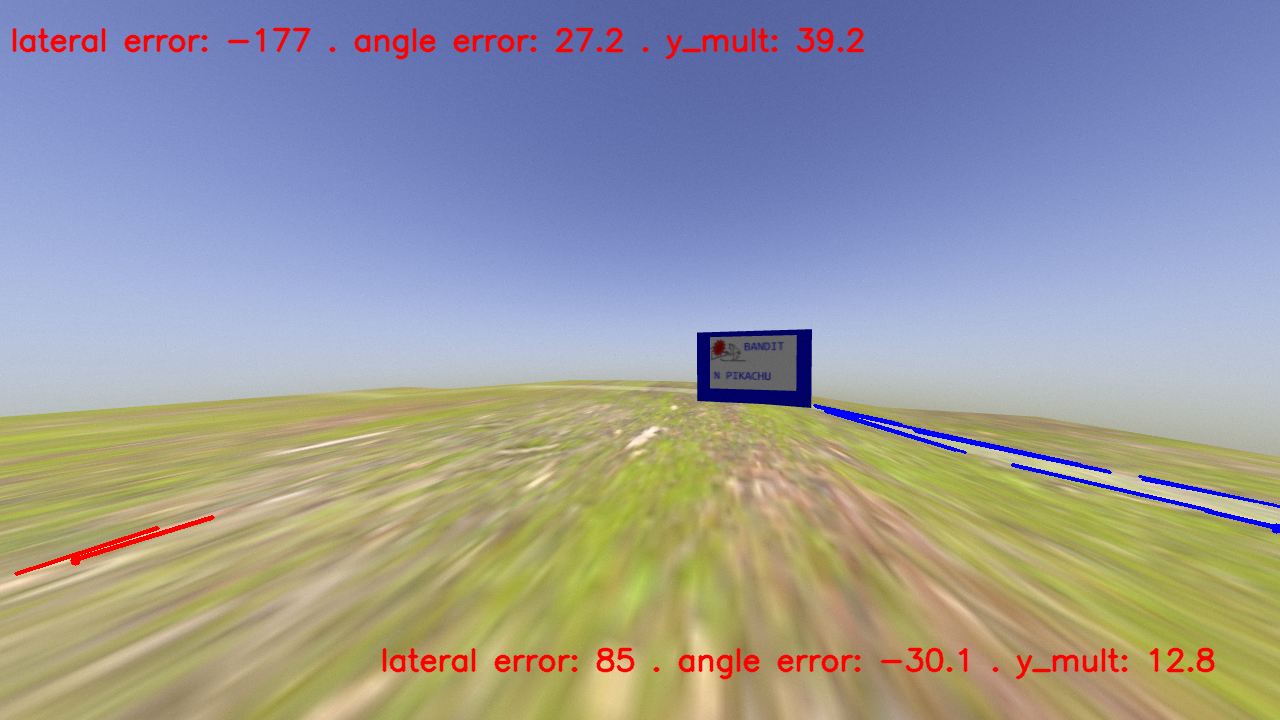 lateral error: -177 . angle error: 27.2 . y_mult: 39.2
BANDIT
N PIKACHU
lateral error: 85 . angle error: -30.1 . y_mult: 12.8